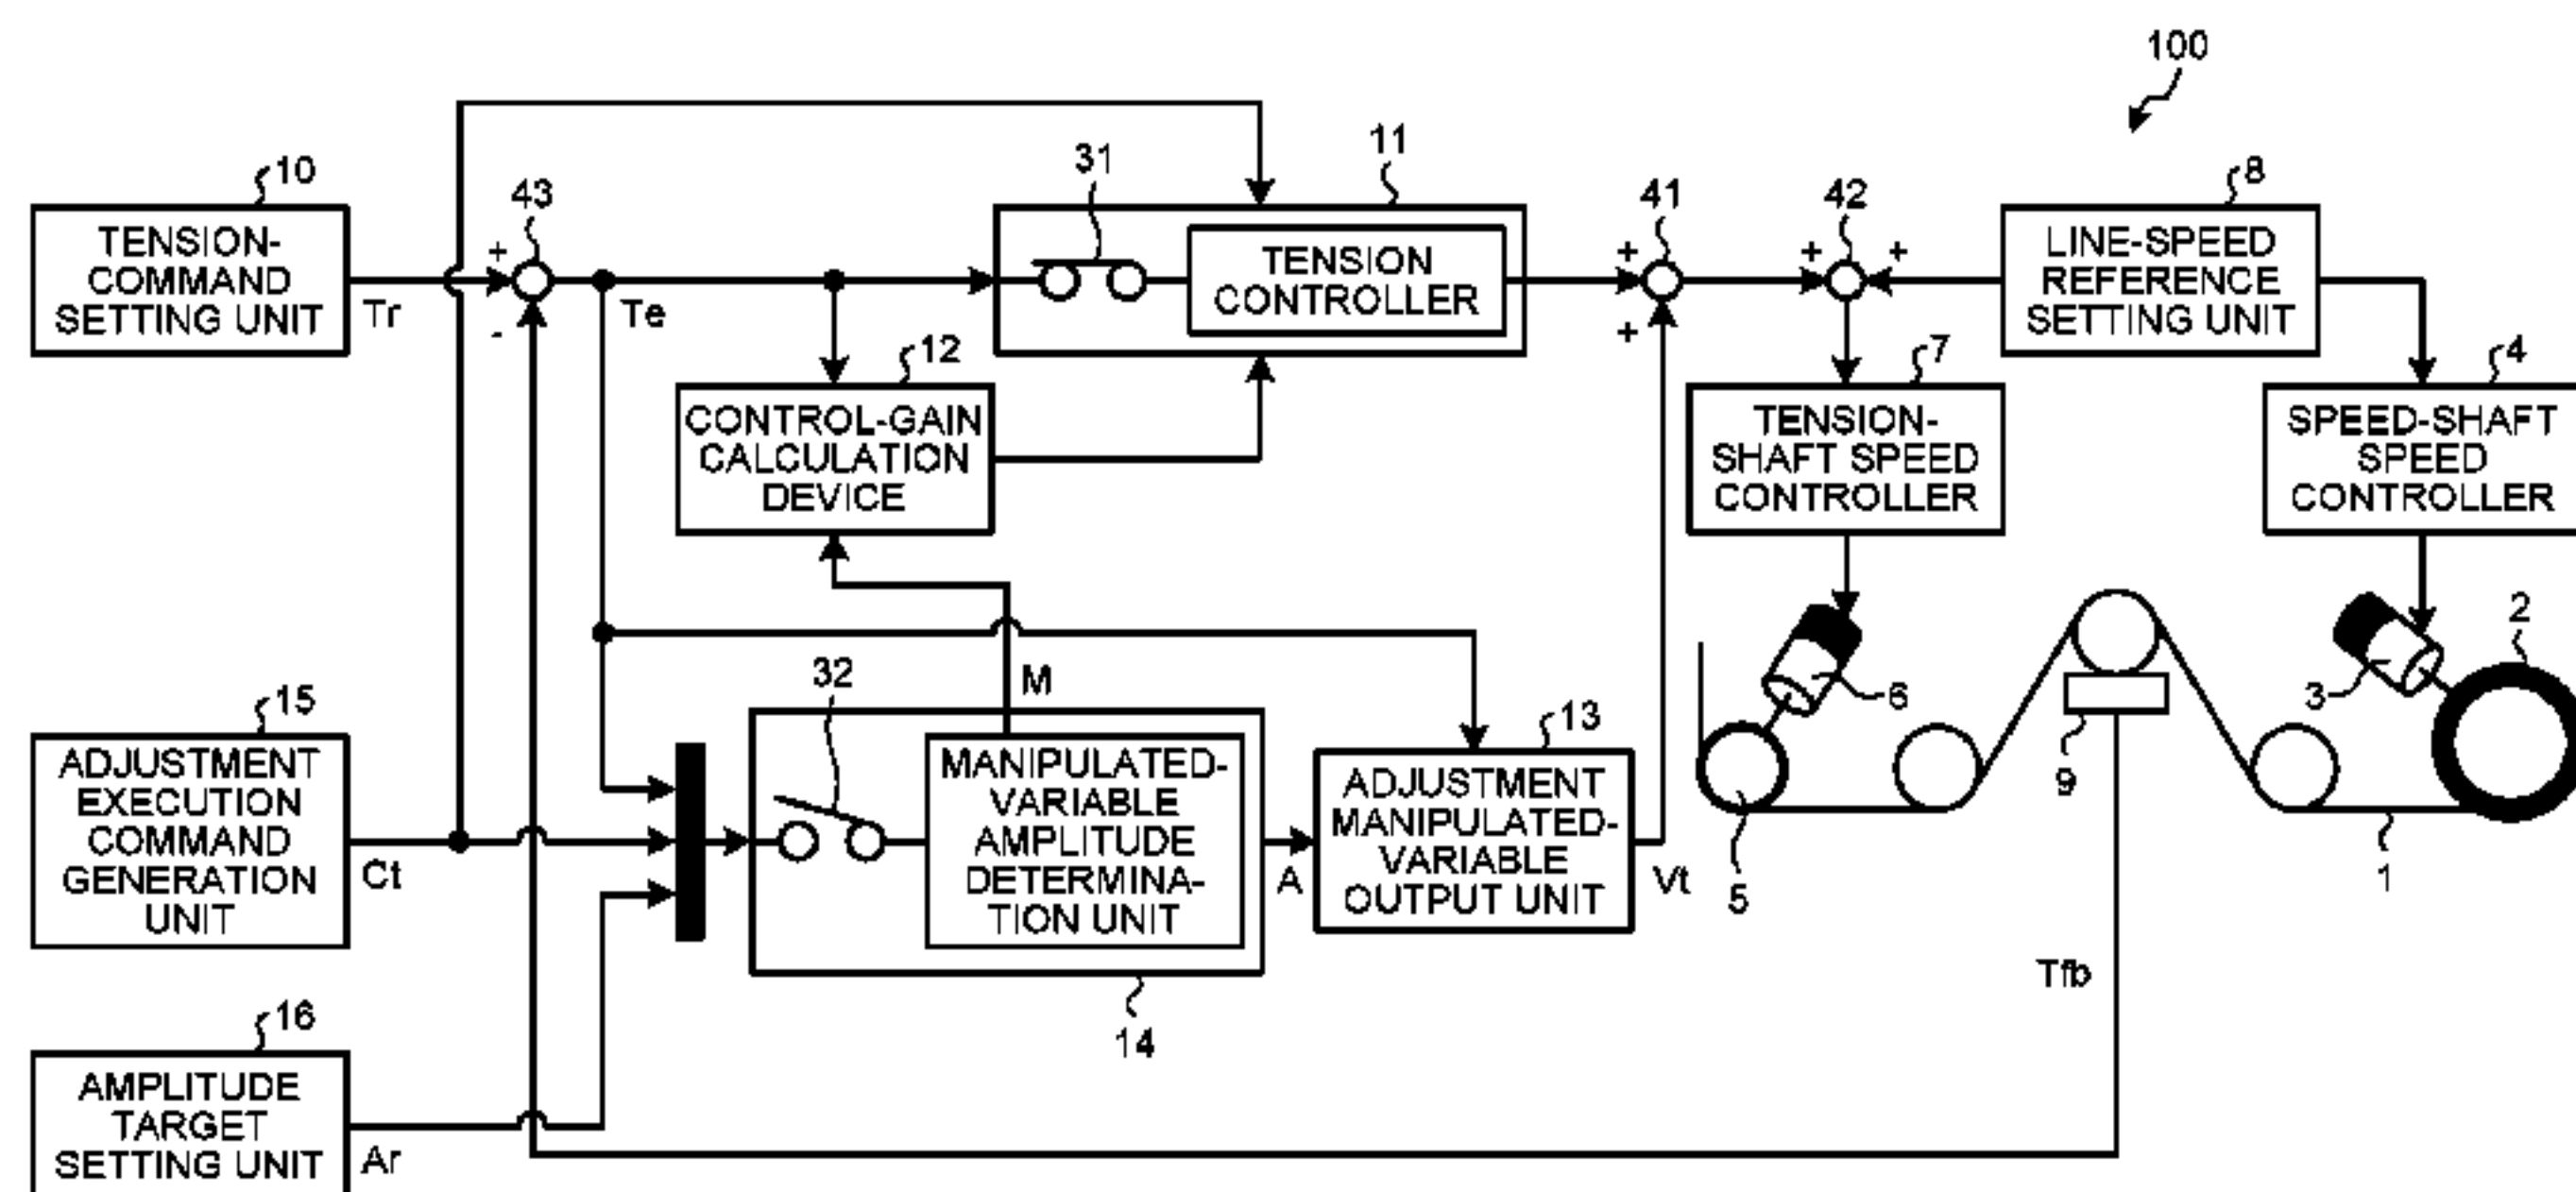 100
10
TENSION-
COMMAND
SETTING UNIT
Tr
43
+
-
Te
31
11
TENSION
CONTROLLER
41
+
+
42
+
+
8
LINE-SPEED
REFERENCE
SETTING UNIT
12
CONTROL-GAIN
CALCULATION
DEVICE
7
TENSION-
SHAFT SPEED
CONTROLLER
4
SPEED-SHAFT
SPEED
CONTROLLER
15
ADJUSTMENT
EXECUTION
COMMAND
GENERATION
UNIT
Ct
32
M
MANIPULATED-
VARIABLE
AMPLITUDE
DETERMINA-
TION UNIT
14
A
13
ADJUSTMENT
MANIPULATED-
VARIABLE
OUTPUT UNIT
Vt
6
5
9
3
2
1
Tfb
16
AMPLITUDE
TARGET
SETTING UNIT
Ar